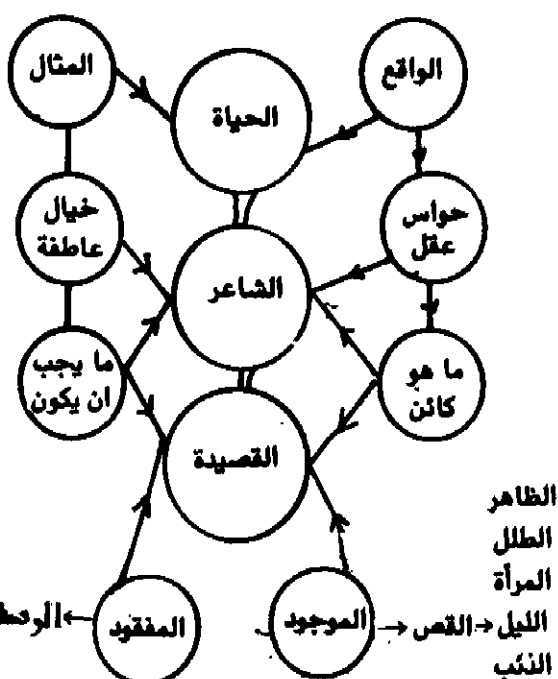 الواقع
المثال
الحياة
حواس
عقل
خيال
عاطفة
الشاعر
ما هو
كائن
ما يجب
ان يكون
القصيدة
الظاهر
الطلل
المرأة
الليل ← القص ← الموجود
المفقود ←
الذئب